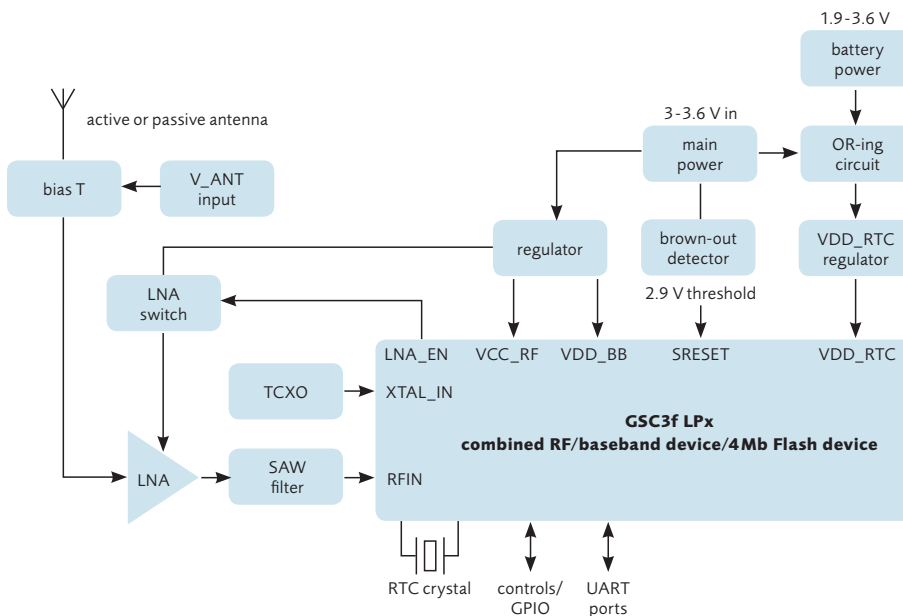 1.9-3.6 V
battery
power
active or passive antenna
3-3.6 V in
main
power
OR-ing
circuit
bias T
V_ANT
input
regulator
brown-out
detector
VDD_RTC
regulator
LNA
switch
2.9 V threshold
LNA_EN
VCC_RF
VDD_BB
SRESET
VDD_RTC
TCXO
XTAL_IN
GSC3f LPx
combined RF/baseband device/4Mb Flash device
LNA
SAW
filter
RFIN
RTC crystal
controls/
GPIO
UART
ports